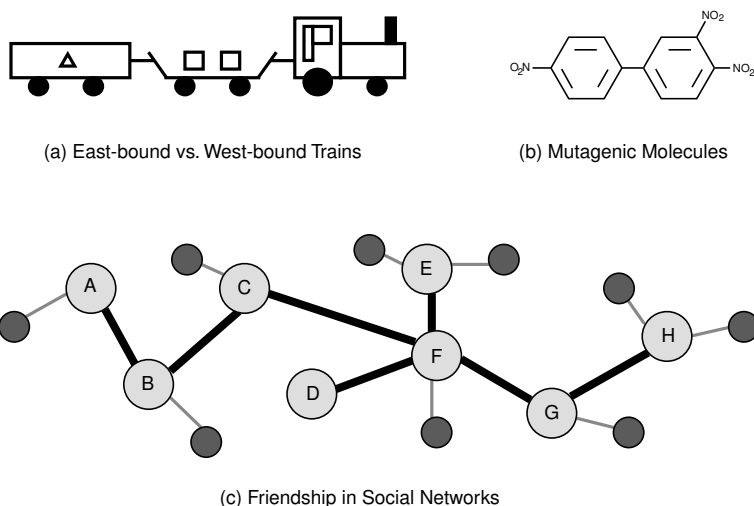 NO2
O2N
NO2
(a) East-bound vs. West-bound Trains
(b) Mutagenic Molecules
E
A
C
H
F
B
D
G
(c) Friendship in Social Networks